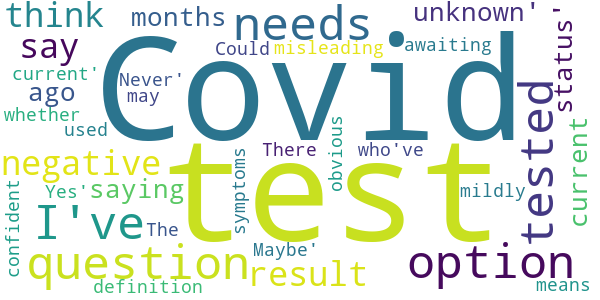 think months needs unknown'
say Could misleading awaiting status'
current' Never' Covid
ago may
whether used
There who've obvious tested
negative test current
Yes' saying symptoms mildly
confident I've The
question Maybe' option
result means
definition